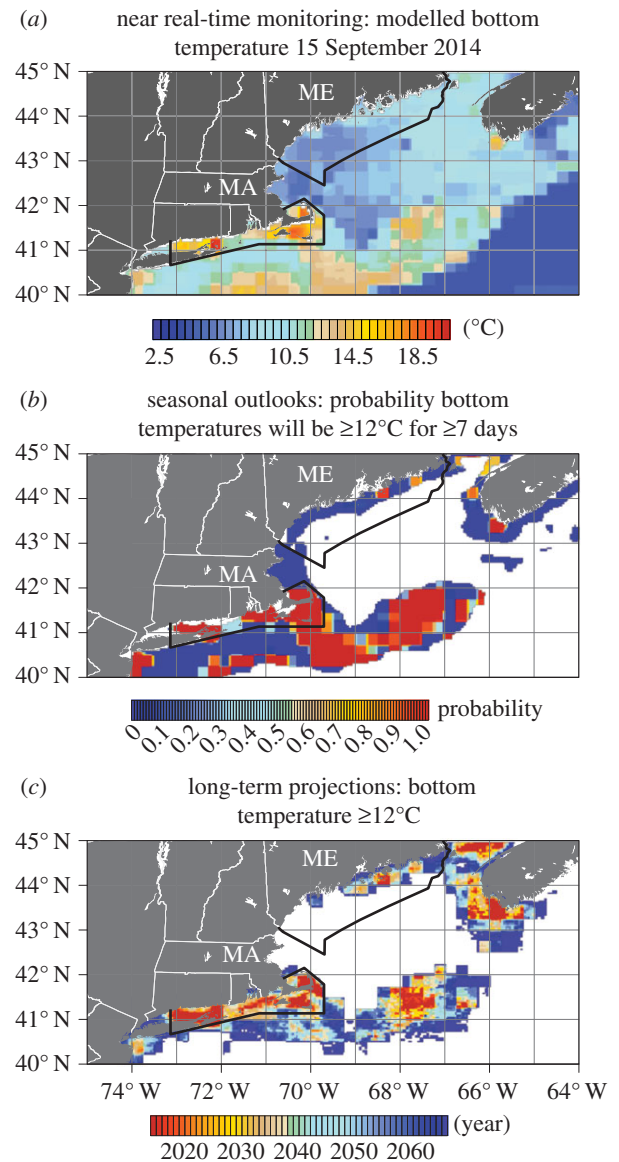 (a) near real-time monitoring: modelled bottom
temperature 15 September 2014
45° N
44° N
43° N
42° N
41° N
40° N
ME
MA
(°C)
2.5 6.5 10.5 14.5 18.5
(b) seasonal outlooks: probability bottom
temperatures will be ≥12°C for ≥7 days
45° N
44° N
43° N
42° N
41° N
40° N
ME
MA
probability
0 0.1 0.2 0.3 0.4 0.5 0.6 0.7 0.8 0.9 1.0
(c) long-term projections: bottom
temperature ≥12°C
45° N
44° N
43° N
42° N
41° N
40° N
ME
MA
74° W 72° W 70° W 68° W 66° W 64° W
(year)
2020 2030 2040 2050 2060